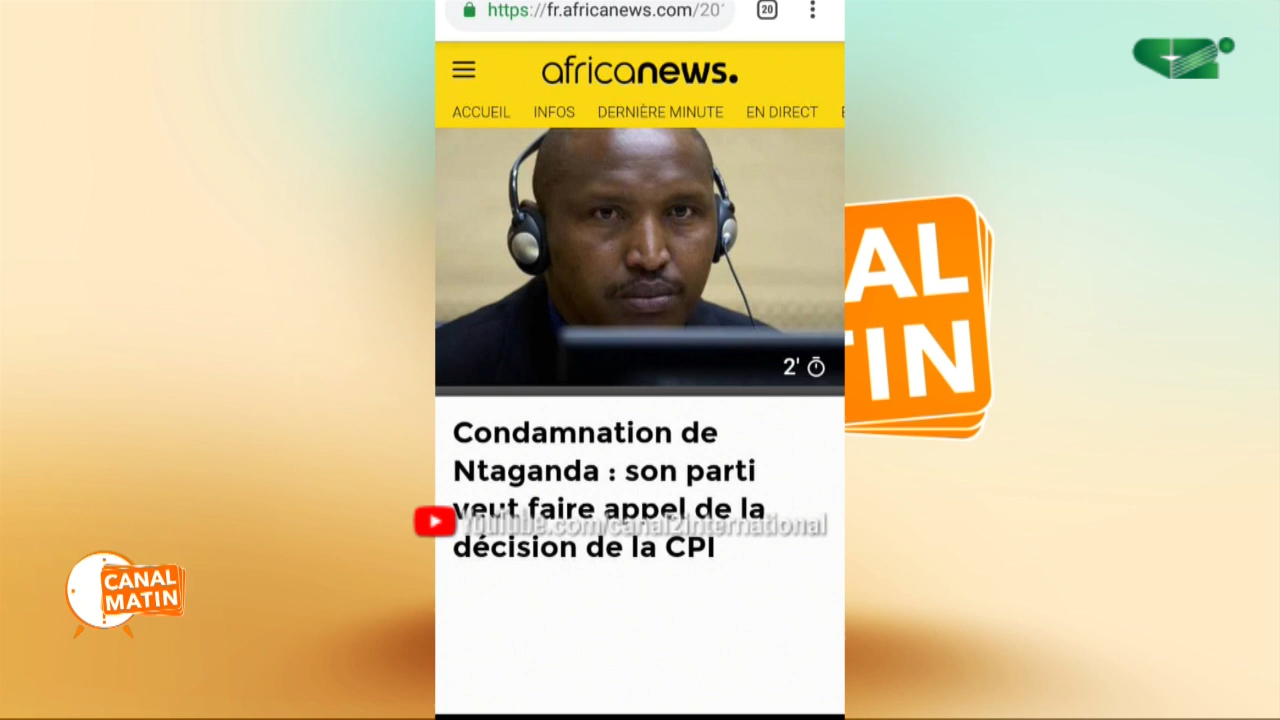 https://fr.africanews.com/20
20
africanews.
ACCUEIL INFOS DERNIÈRE MINUTE EN DIRECT
2'
Condamnation de
Ntaganda : son parti
veut faire appel de la
Youtube.com/canal2international
décision de la CPI
AL
TIN
CANAL
MATIN